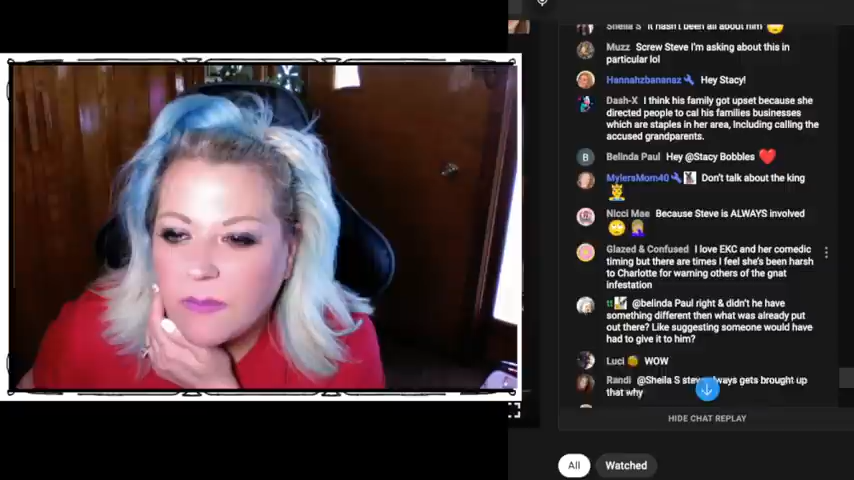 Sheila S It hasn't been all about him
Muzz Screw Steve I'm asking about this in
particular lol
Hannahzbananaz Hey Stacy!
Dash-X I think his family got upset because she
directed people to cal his families businesses
which are staples in her area, Including calling the
accused grandparents.
B Belinda Paul Hey @Stacy Bobbles
MyleraMom40 Don't talk about the king
Nicci Mae Because Steve is ALWAYS involved
Glazed & Confused I love EKC and her comedic
timing but there are times I feel she's been harsh
to Charlotte for warning others of the gnat
infestation
tt @belinda Paul right & didn't he have
something different then what was already put
out there? Like suggesting someone would have
had to give it to him?
Luci WOW
Randi @Sheila S gets brought up
that why
HIDE CHAT REPLAY
All Watched